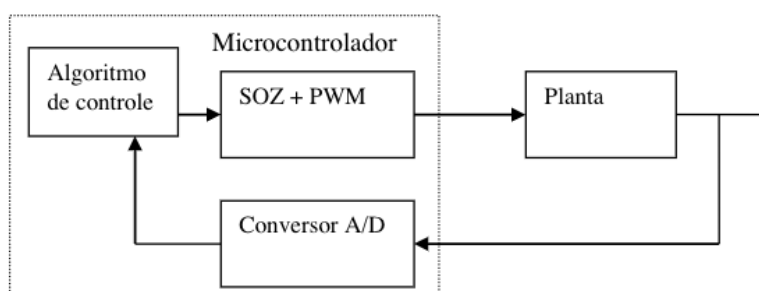 Microcontrolador
Algoritmo
de controle
SOZ + PWM
Planta
Conversor A/D